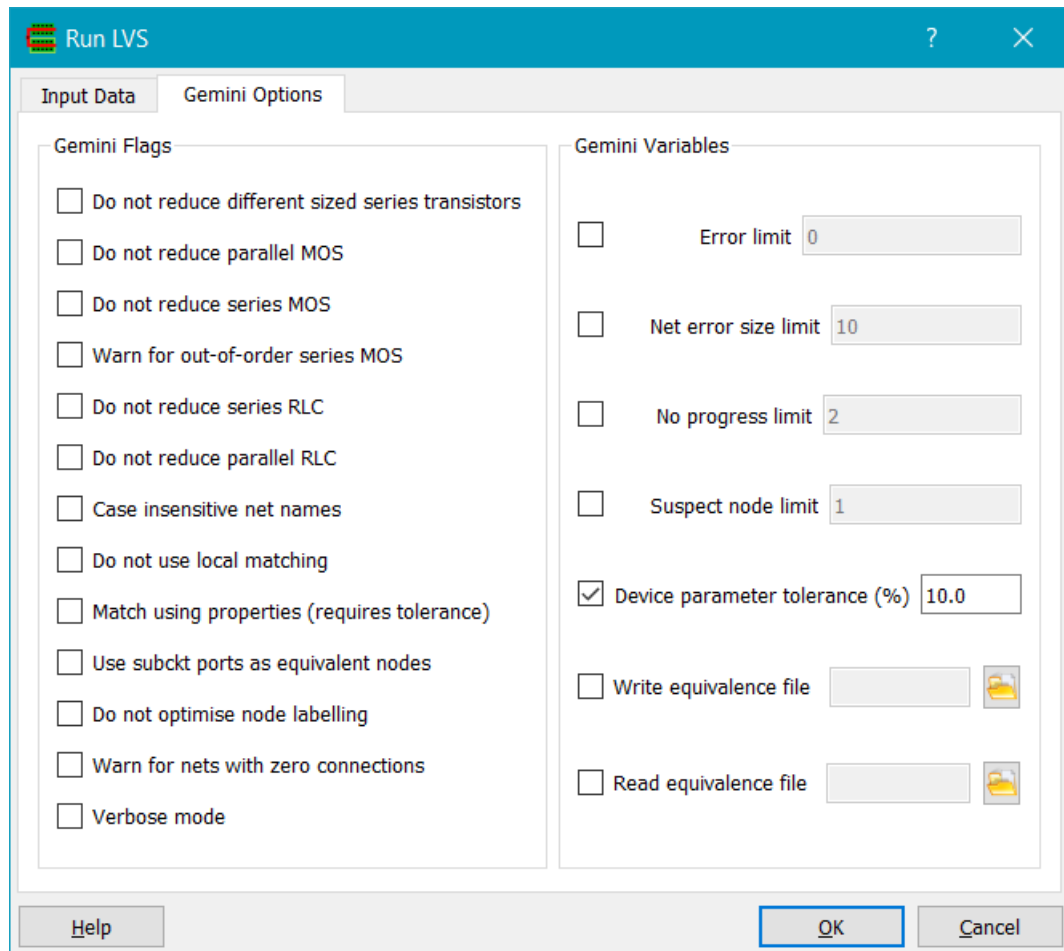 Run LVS
Input Data
Gemini Options
Gemini Flags
Do not reduce different sized series transistors
Do not reduce parallel MOS
Do not reduce series MOS
Warn for out-of-order series MOS
Do not reduce series RLC
Do not reduce parallel RLC
Case insensitive net names
Do not use local matching
Match using properties (requires tolerance)
Use subckt ports as equivalent nodes
Do not optimise node labelling
Warn for nets with zero connections
Verbose mode
Gemini Variables
Error limit 0
Net error size limit 10
No progress limit 2
Suspect node limit 1
Device parameter tolerance (%) 10.0
Write equivalence file
Read equivalence file
Help
OK
Cancel